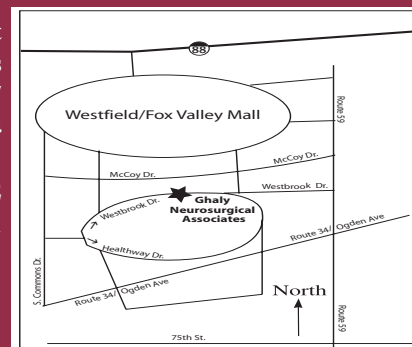 88
Westfield/Fox Valley Mall
Route 59
McCoy Dr.
McCoy Dr.
Westbrook Dr.
Westbrook Dr.
Ghaly
Neurosurgical
Associates
Healthway Dr.
Route 34/ Ogden Ave
Route 34/ Ogden Ave
S. Commons Dr.
North
Route 59
75th St.